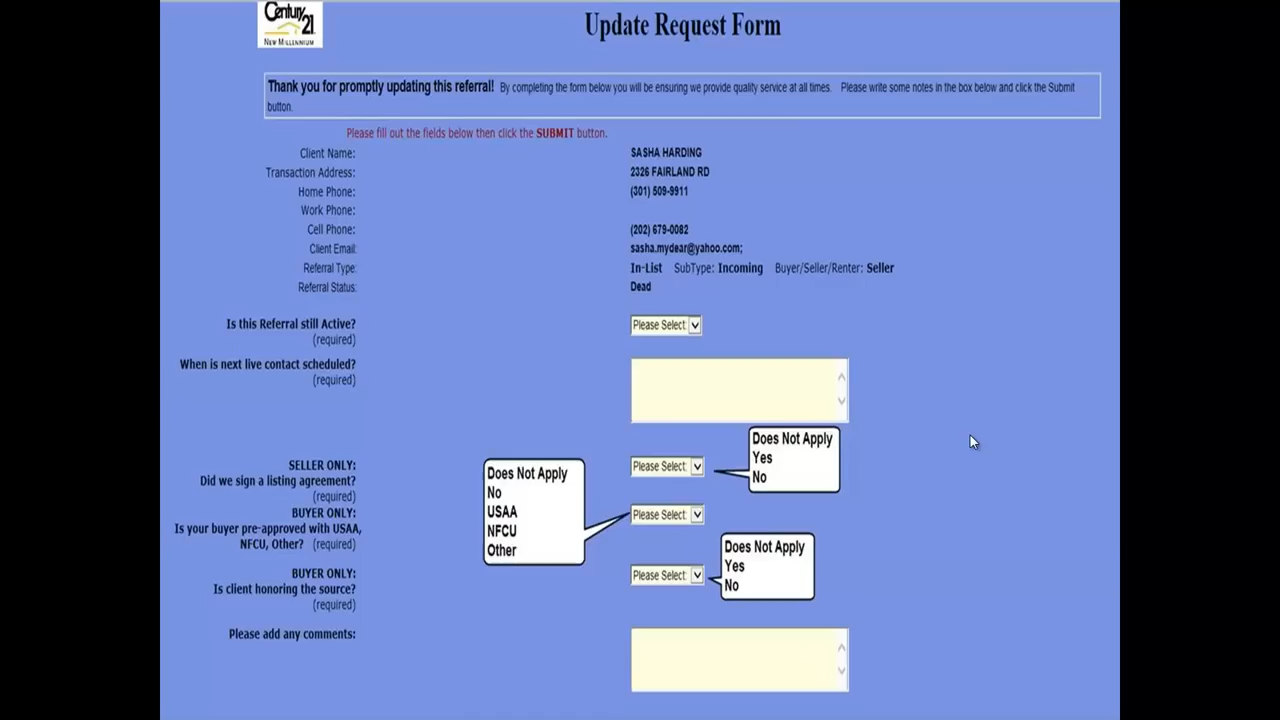 Century 21
NEW MILLENNIUM
Update Request Form
Thank you for promptly updating this referral! By completing the form below you will be ensuring we provide quality service at all times. Please write some notes in the box below and click the Submit
button.
Please fill out the fields below then click the SUBMIT button.
Client Name: SASHA HARDING
Transaction Address: 2326 FAIRLAND RD
Home Phone: (301) 509-9911
Work Phone:
Cell Phone: (202) 679-0082
Client Email: sasha.mydear@yahoo.com;
Referral Type: In-List SubType: Incoming Buyer/Seller/Renter: Seller
Referral Status: Dead
Is this Referral still Active? Please Select
(required)
When is next live contact scheduled?
(required)
SELLER ONLY: Please Select
Did we sign a listing agreement?
(required)
Does Not Apply
Yes
No
BUYER ONLY: Please Select
Is your buyer pre-approved with USAA,
NFCU, Other? (required)
Does Not Apply
No
USAA
NFCU
Other
BUYER ONLY: Please Select
Is client honoring the source?
(required)
Does Not Apply
Yes
No
Please add any comments: